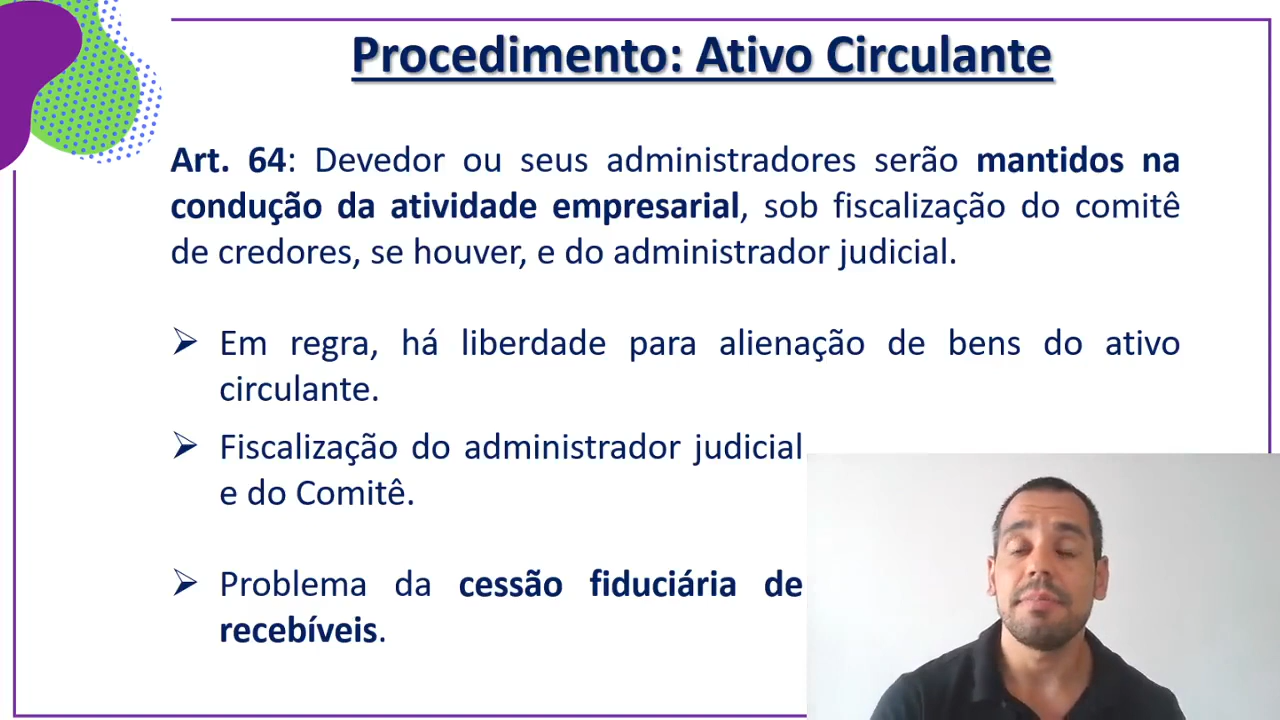 Procedimento: Ativo Circulante
Art. 64: Devedor ou seus administradores serão mantidos na
condução da atividade empresarial, sob fiscalização do comitê
de credores, se houver, e do administrador judicial.
➢ Em regra, há liberdade para alienação de bens do ativo
circulante.
➢ Fiscalização do administrador judicial
e do Comitê.
➢ Problema da cessão fiduciária de
recebíveis.